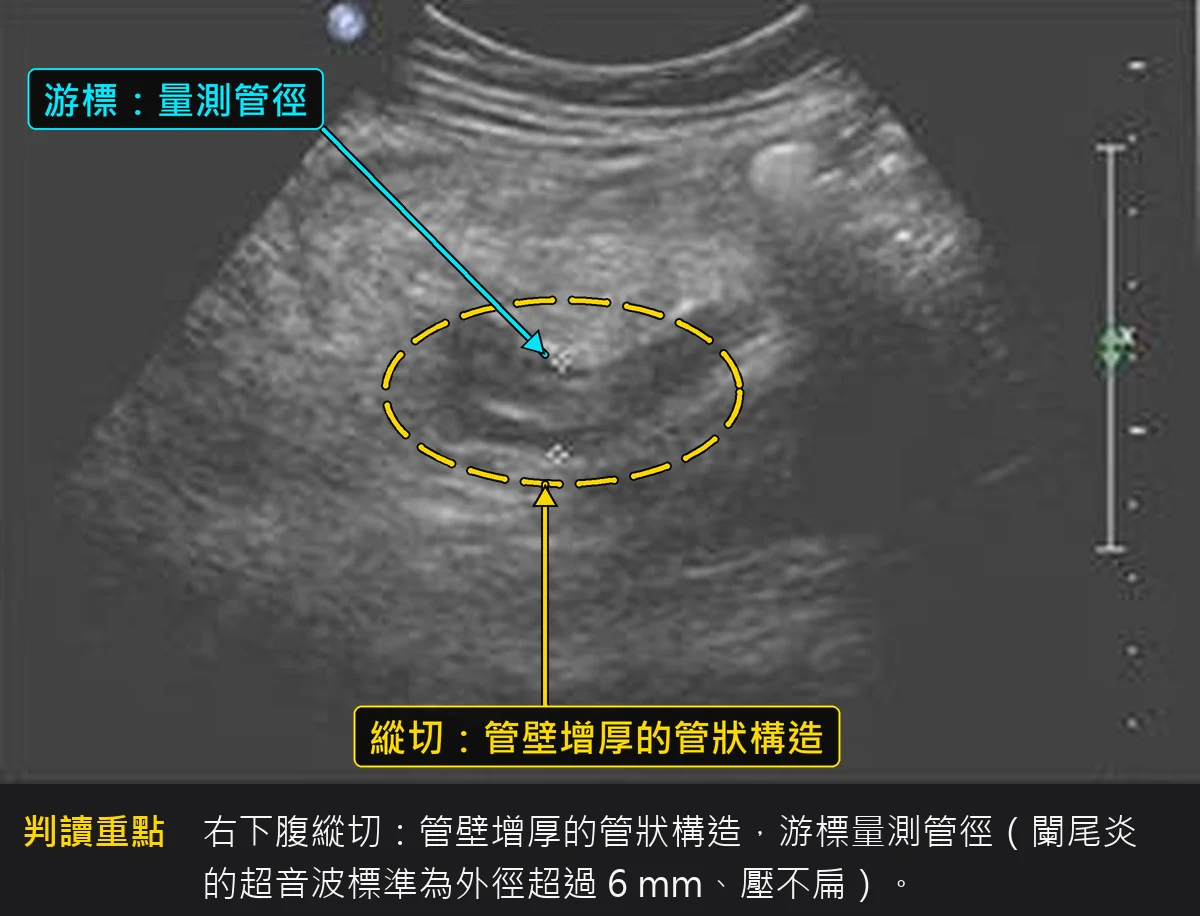 游標：量測管徑
縱切：管壁增厚的管狀構造
判讀重點 右下腹縱切：管壁增厚的管狀構造，游標量測管徑（闌尾炎
的超音波標準為外徑超過 6 mm、壓不扁）。